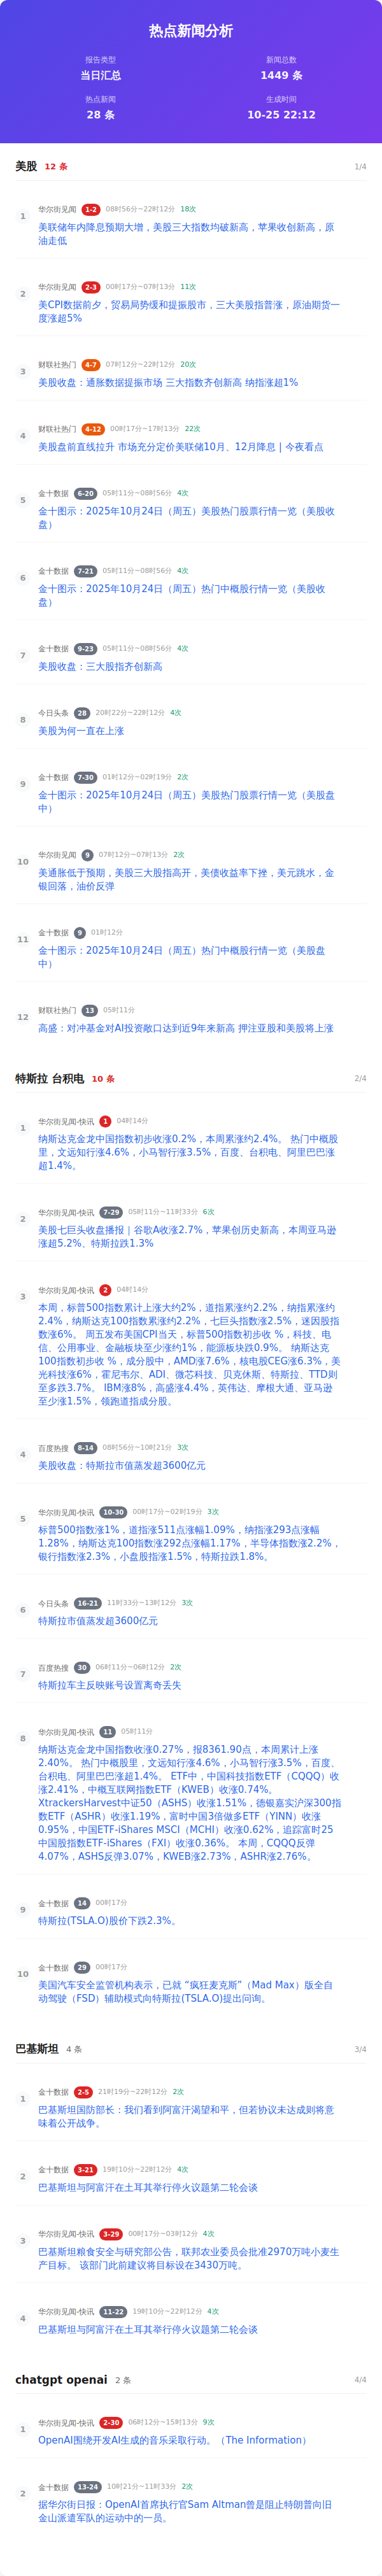 热点新闻分析
报告类型
当日汇总
新闻总数
1449 条
热点新闻
28 条
生成时间
10-25 22:12
美股 12 条 1/4
1
华尔街见闻 1-2 08时56分~22时12分 18次
美联储年内降息预期大增，美股三大指数均破新高，苹果收创新高，原
油走低
2
华尔街见闻 2-3 00时17分~07时13分 11次
美CPI数据前夕，贸易局势缓和提振股市，三大美股指普涨，原油期货一
度涨超5%
3
财联社热门 4-7 07时12分~22时12分 20次
美股收盘：通胀数据提振市场 三大指数齐创新高 纳指涨超1%
4
财联社热门 4-12 00时17分~17时13分 22次
美股盘前直线拉升 市场充分定价美联储10月、12月降息 | 今夜看点
5
金十数据 6-20 05时11分~08时56分 4次
金十图示：2025年10月24日（周五）美股热门股票行情一览（美股收
盘）
6
金十数据 7-21 05时11分~08时56分 4次
金十图示：2025年10月24日（周五）热门中概股行情一览（美股收
盘）
7
金十数据 9-23 05时11分~08时56分 4次
美股收盘：三大股指齐创新高
8
今日头条 28 20时22分~22时12分 4次
美股为何一直在上涨
9
金十数据 7-30 01时12分~02时19分 2次
金十图示：2025年10月24日（周五）美股热门股票行情一览（美股盘
中）
10
华尔街见闻 9 07时12分~07时13分 2次
美通胀低于预期，美股三大股指高开，美债收益率下挫，美元跳水，金
银回落，油价反弹
11
金十数据 9 01时12分
金十图示：2025年10月24日（周五）热门中概股行情一览（美股盘
中）
12
财联社热门 13 05时11分
高盛：对冲基金对AI投资敞口达到近9年来新高 押注亚股和美股将上涨
特斯拉 台积电 10 条 2/4
1
华尔街见闻-快讯 1 04时14分
纳斯达克金龙中国指数初步收涨0.2%，本周累涨约2.4%。 热门中概股
里，文远知行涨4.6%，小马智行涨3.5%，百度、台积电、阿里巴巴涨
超1.4%。
2
华尔街见闻-快讯 7-29 05时11分~11时33分 6次
美股七巨头收盘播报｜谷歌A收涨2.7%，苹果创历史新高，本周亚马逊
涨超5.2%、特斯拉跌1.3%
3
华尔街见闻-快讯 2 04时14分
本周，标普500指数累计上涨大约2%，道指累涨约2.2%，纳指累涨约
2.4%，纳斯达克100指数累涨约2.2%，七巨头指数涨2.5%，迷因股指
数涨6%。 周五发布美国CPI当天，标普500指数初步收 %，科技、电
信、公用事业、金融板块至少涨约1%，能源板块跌0.9%。 纳斯达克
100指数初步收 %，成分股中，AMD涨7.6%，核电股CEG涨6.3%，美
光科技涨6%，霍尼韦尔、ADI、微芯科技、贝克休斯、特斯拉、TTD则
至多跌3.7%。 IBM涨8%，高盛涨4.4%，英伟达、摩根大通、亚马逊
至少涨1.5%，领跑道指成分股。
4
百度热搜 8-14 08时56分~10时21分 3次
美股收盘：特斯拉市值蒸发超3600亿元
5
华尔街见闻-快讯 10-30 00时17分~02时19分 3次
标普500指数涨1%，道指涨511点涨幅1.09%，纳指涨293点涨幅
1.28%，纳斯达克100指数涨292点涨幅1.17%，半导体指数涨2.2%，
银行指数涨2.3%，小盘股指涨1.5%，特斯拉跌1.8%。
6
今日头条 16-21 11时33分~13时12分 3次
特斯拉市值蒸发超3600亿元
7
百度热搜 30 06时11分~06时12分 2次
特斯拉车主反映账号设置离奇丢失
8
华尔街见闻-快讯 11 05时11分
纳斯达克金龙中国指数收涨0.27%，报8361.90点，本周累计上涨
2.40%。 热门中概股里，文远知行涨4.6%，小马智行涨3.5%，百度、
台积电、阿里巴巴涨超1.4%。 ETF中，中国科技指数ETF（CQQQ）收
涨2.41%，中概互联网指数ETF（KWEB）收涨0.74%。
XtrackersHarvest中证50（ASHS）收涨1.51%，德银嘉实沪深300指
数ETF（ASHR）收涨1.19%，富时中国3倍做多ETF（YINN）收涨
0.95%，中国ETF-iShares MSCI（MCHI）收涨0.62%，追踪富时25
中国股指数ETF-iShares（FXI）收涨0.36%。 本周，CQQQ反弹
4.07%，ASHS反弹3.07%，KWEB涨2.73%，ASHR涨2.76%。
9
金十数据 14 00时17分
特斯拉(TSLA.O)股价下跌2.3%。
10
金十数据 29 00时17分
美国汽车安全监管机构表示，已就 “疯狂麦克斯”（Mad Max）版全自
动驾驶（FSD）辅助模式向特斯拉(TSLA.O)提出问询。
巴基斯坦 4 条 3/4
1
金十数据 2-5 21时19分~22时12分 2次
巴基斯坦国防部长：我们看到阿富汗渴望和平，但若协议未达成则将意
味着公开战争。
2
金十数据 3-21 19时10分~22时12分 4次
巴基斯坦与阿富汗在土耳其举行停火议题第二轮会谈
3
华尔街见闻-快讯 3-29 00时17分~03时12分 4次
巴基斯坦粮食安全与研究部公告，联邦农业委员会批准2970万吨小麦生
产目标。 该部门此前建议将目标设在3430万吨。
4
华尔街见闻-快讯 11-22 19时10分~22时12分 4次
巴基斯坦与阿富汗在土耳其举行停火议题第二轮会谈
chatgpt openai 2 条 4/4
1
华尔街见闻-快讯 2-30 06时12分~15时13分 9次
OpenAI围绕开发AI生成的音乐采取行动。（The Information）
2
金十数据 13-24 10时21分~11时33分 2次
据华尔街日报：OpenAI首席执行官Sam Altman曾是阻止特朗普向旧
金山派遣军队的运动中的一员。